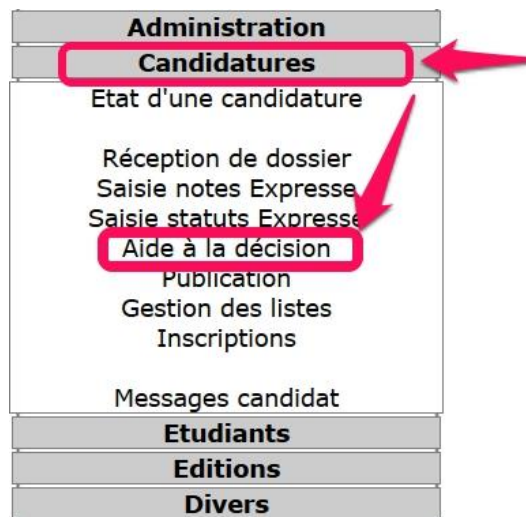 Administration
Candidatures
Etat d'une candidature
Réception de dossier
Saisie notes Expresse
Saisie statuts Expresse
Aide à la décision
Publication
Gestion des listes
Inscriptions
Messages candidat
Etudiants
Editions
Divers